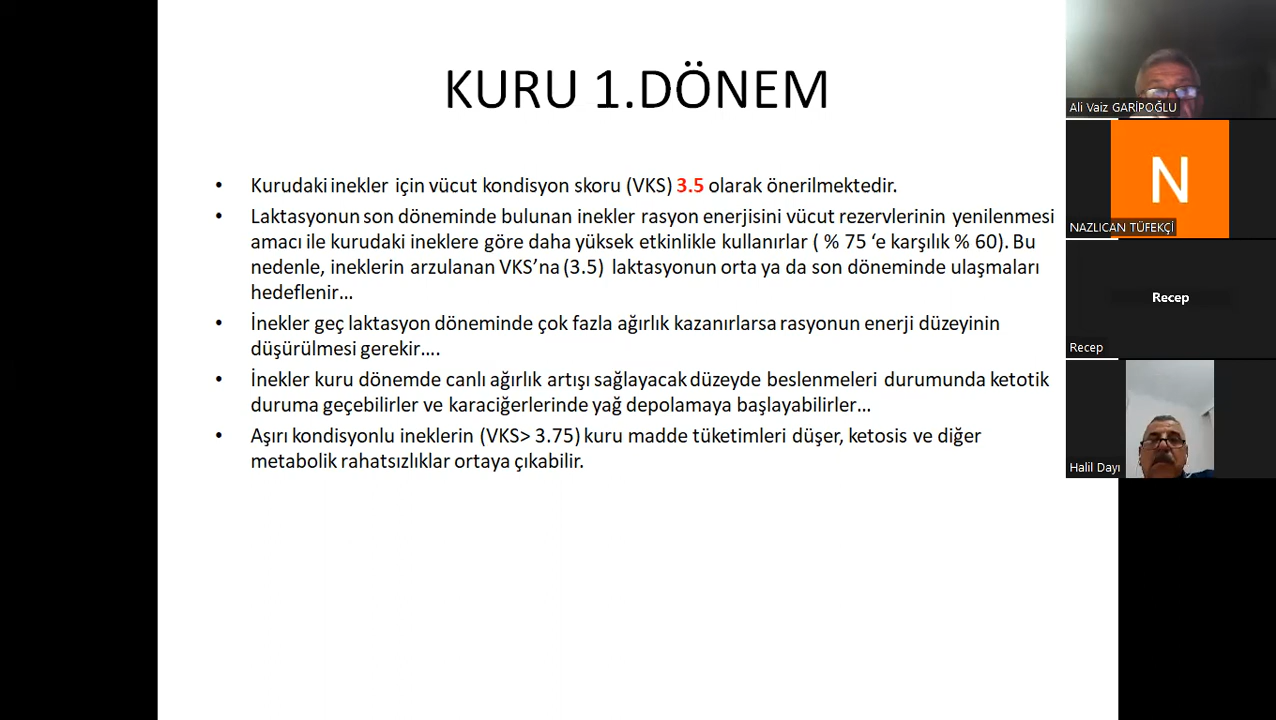 KURU 1.DÖNEM
• Kurudaki inekler için vücut kondisyon skoru (VKS) 3.5 olarak önerilmektedir.
• Laktasyonun son döneminde bulunan inekler rasyon enerjisini vücut rezervlerinin yenilenmesi
amacı ile kurudaki ineklere göre daha yüksek etkinlikle kullanırlar ( % 75 ‘e karşılık % 60). Bu
nedenle, ineklerin arzulanan VKS’na (3.5) laktasyonun orta ya da son döneminde ulaşmaları
hedeflenir…
• İnekler geç laktasyon döneminde çok fazla ağırlık kazanırlarsa rasyonun enerji düzeyinin
düşürülmesi gerekir….
• İnekler kuru dönemde canlı ağırlık artışı sağlayacak düzeyde beslenmeleri durumunda ketotik
duruma geçebilirler ve karaciğerlerinde yağ depolamaya başlayabilirler…
• Aşırı kondisyonlu ineklerin (VKS> 3.75) kuru madde tüketimleri düşer, ketosis ve diğer
metabolik rahatsızlıklar ortaya çıkabilir.
Ali Vaiz GARİPOĞLU
N
NAZLICAN TÜFEKÇİ
Recep
Recep
Halil Dayı